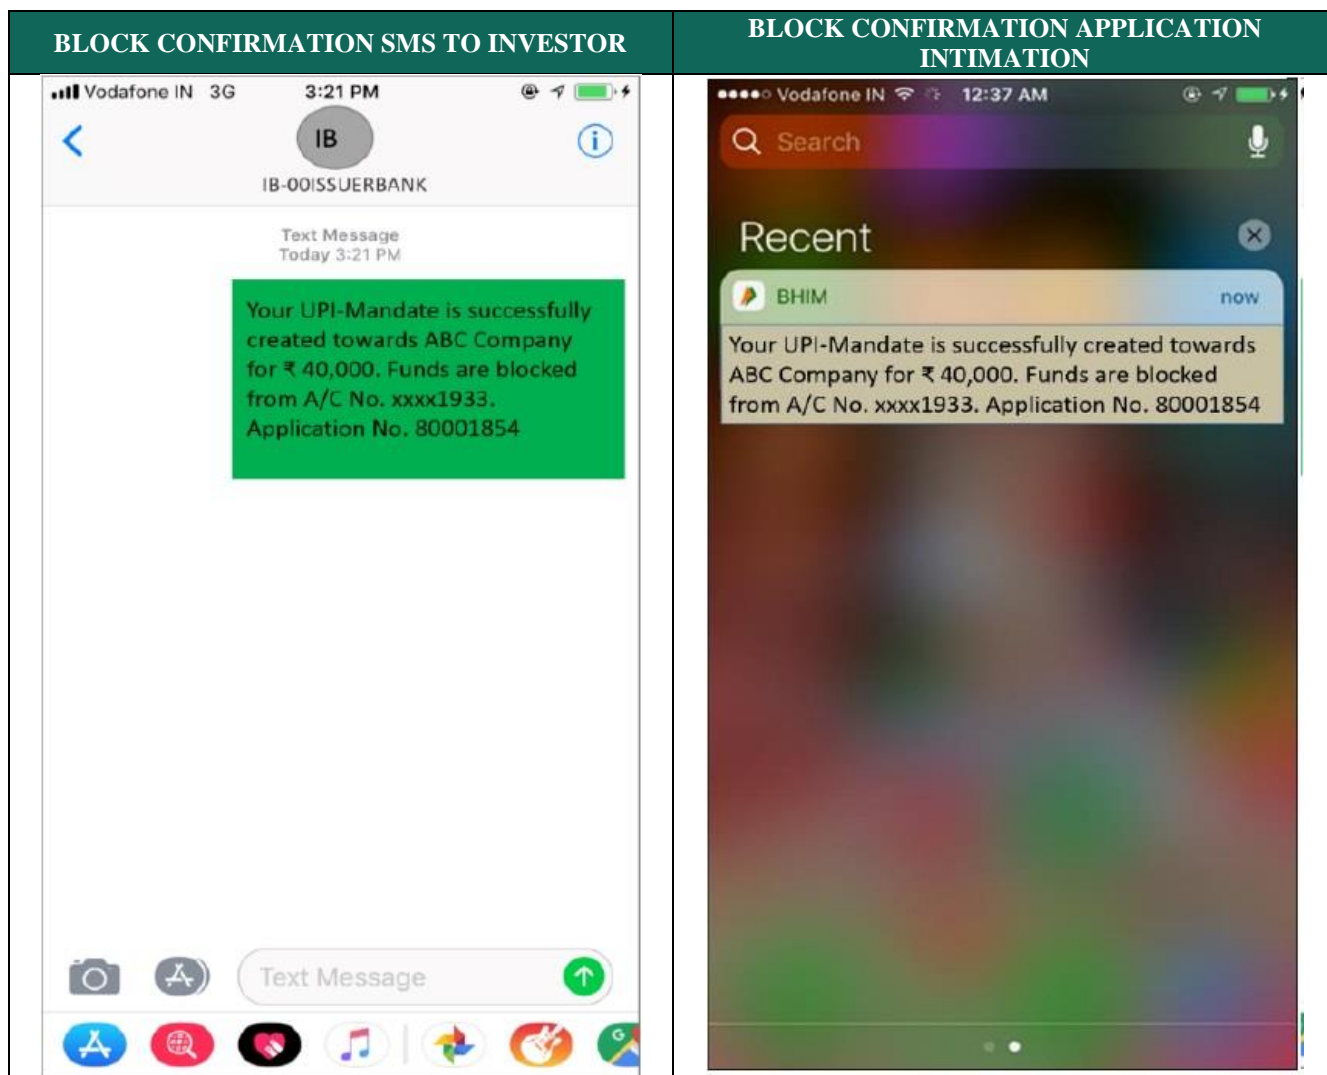 BLOCK CONFIRMATION SMS TO INVESTOR
BLOCK CONFIRMATION APPLICATION
INTIMATION
Vodafone IN 3G 3:21 PM
IB
IB-00ISSUERBANK
Text Message
Today 3:21 PM
Your UPI-Mandate is successfully
created towards ABC Company
for ₹ 40,000. Funds are blocked
from A/C No. xxxx1933.
Application No. 80001854
Text Message
G
Vodafone IN 12:37 AM
Search
Recent
BHIM now
Your UPI-Mandate is successfully created towards
ABC Company for ₹ 40,000. Funds are blocked
from A/C No. xxxx1933. Application No. 80001854